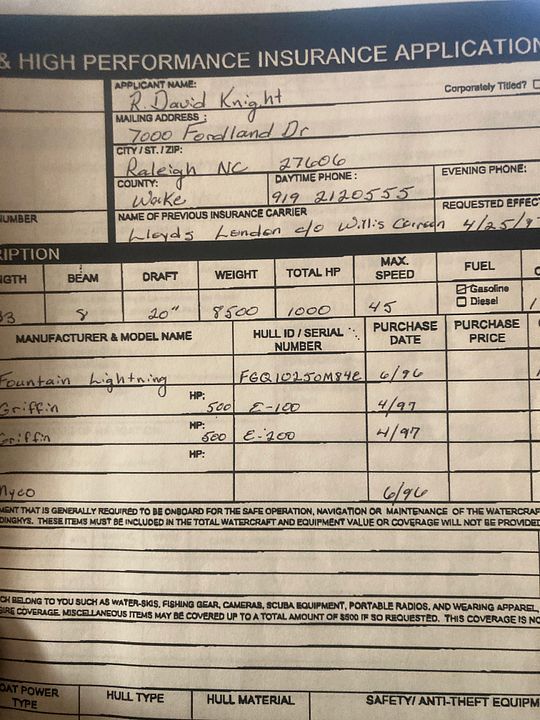 & HIGH PERFORMANCE INSURANCE APPLICATION
APPLICANT NAME:
Corporately Titled?
R. David Knight
MAILING ADDRESS:
7000 Fordland Dr
CITY / ST. / ZIP:
Raleigh NC 27606
COUNTY:
DAYTIME PHONE:
EVENING PHONE:
Wake
919 2120555
UMBER
NAME OF PREVIOUS INSURANCE CARRIER
REQUESTED EFFEC
Lloyds London c/o Willis Corroon 4/25/9
RIPTION
NGTH BEAM DRAFT WEIGHT TOTAL HP MAX. SPEED FUEL
Gasoline
Diesel
33 8 20" 8500 1000 45
MANUFACTURER & MODEL NAME
HULL ID / SERIAL NUMBER
PURCHASE DATE
PURCHASE PRICE
Fountain Lightning FGQ10250M84E 6/96
Griffin HP: 500 E-100 4/97
Griffin HP: 500 E-200 4/97
HP:
Myco 6/96
MENT THAT IS GENERALLY REQUIRED TO BE ONBOARD FOR THE SAFE OPERATION, NAVIGATION OR MAINTENANCE OF THE WATERCRAF
DINGHYS. THESE ITEMS MUST BE INCLUDED IN THE TOTAL WATERCRAFT AND EQUIPMENT VALUE OR COVERAGE WILL NOT BE PROVIDED
CH BELONG TO YOU SUCH AS WATER-SKIS, FISHING GEAR, CAMERAS, SCUBA EQUIPMENT, PORTABLE RADIOS, AND WEARING APPAREL,
SIRE COVERAGE. MISCELLANEOUS ITEMS MAY BE COVERED UP TO A TOTAL AMOUNT OF $500 IF SO REQUESTED. THIS COVERAGE IS NO
OAT POWER TYPE
HULL TYPE
HULL MATERIAL
SAFETY/ ANTI-THEFT EQUIPM